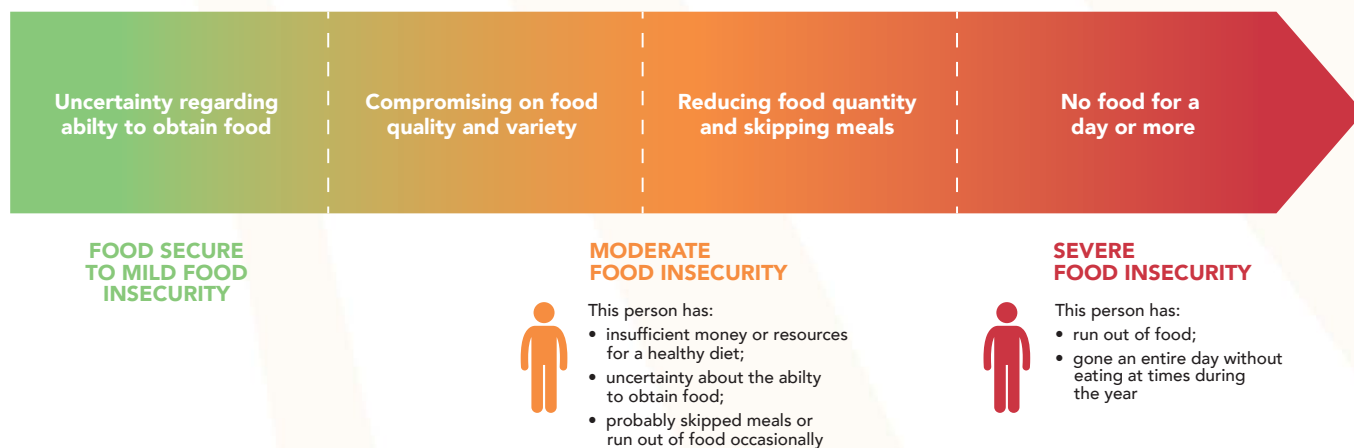 Uncertainty regarding
abilty to obtain food
Compromising on food
quality and variety
Reducing food quantity
and skipping meals
No food for a
day or more
FOOD SECURE
TO MILD FOOD
INSECURITY
MODERATE
FOOD INSECURITY
This person has:
• insufficient money or resources
for a healthy diet;
• uncertainty about the abilty
to obtain food;
• probably skipped meals or
run out of food occasionally
SEVERE
FOOD INSECURITY
This person has:
• run out of food;
• gone an entire day without
eating at times during
the year